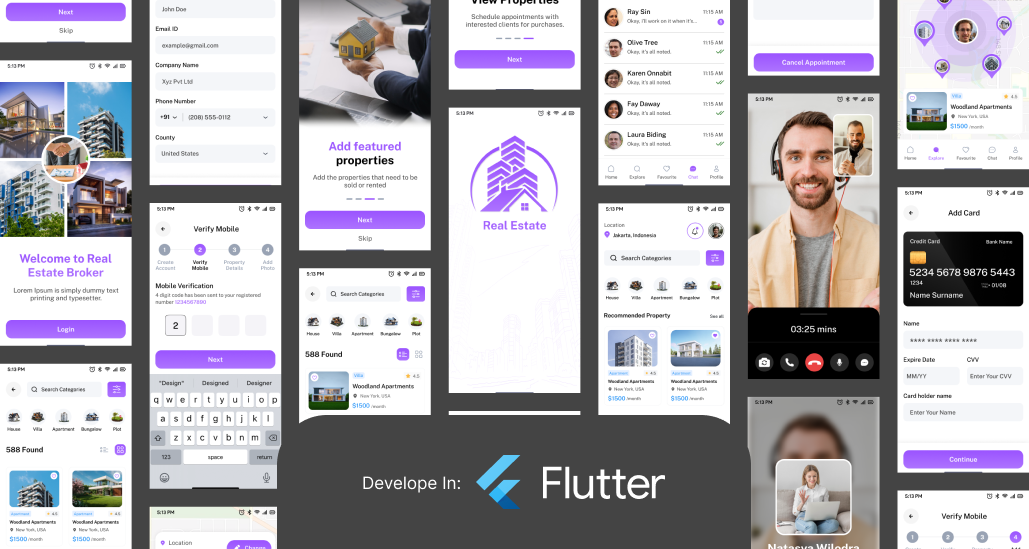 Next
Skip
5:13 PM
Welcome to Real
Estate Broker
Lorem Ipsum is simply dummy text
printing and typesetter.
Login
5:13 PM
Search Categories
House
Villa
Apartment
Bungalow
Plot
588 Found
Woodland Apartments
New York, USA
$1500 /month
4.5
Woodland Apartments
New York, USA
$1500 /month
John Doe
Email ID
example@gmail.com
Company Name
Xyz Pvt Ltd
Phone Number
+91
(208) 555-0112
County
United States
5:13 PM
Verify Mobile
1
2
3
4
Create
Account
Verify
Mobile
Property
Details
Add
Photo
Mobile Verification
4 digit code has been sent to your registered
number 1234567890
2
Next
"Design"
Designed
Designer
q w e r t y u i o p
a s d f g h j k l
z x c v b n m
123
space
return
5:13 PM
Location
Change
Add featured
properties
Add the properties that need to be
sold or rented
Next
Skip
5:13 PM
Search Categories
House
Villa
Apartment
Bungalow
Plot
588 Found
Villa
4.5
Woodland Apartments
New York, USA
$1500 /month
View Properties
Schedule appointments with
interested clients for purchases.
Next
5:13 PM
Real Estate
Ray Sin
11:15 AM
Okay, I'll work on it when it's...
Olive Tree
11:15 AM
Okay, it's all noted.
Karen Onnabit
11:15 AM
Okay, it's all noted.
Fay Daway
11:15 AM
Okay, it's all noted.
Laura Biding
11:15 AM
Okay, it's all noted.
Home
Explore
Favourite
Chat
Profile
5:13 PM
Location
Jakarta, Indonesia
Search Categories
House
Villa
Apartment
Bungalow
Plot
Recommended Property
See all
Apartment
4.5
Woodland Apartments
New York, USA
$1500 /month
Apartment
4.5
Woodland Apartments
New York, USA
$1500 /month
Cancel Appointment
5:13 PM
03:25 mins
5:13 PM
Natasya Wilodra
Villa
4.5
Woodland Apartments
New York, USA
$1500 /month
Home
Explore
Favourite
Chat
Profile
5:13 PM
Add Card
Credit Card
Bank Name
5234 5678 9876 5443
1234
01/08
Name Surname
Name
**** **** **** ****
Expire Date
CVV
MM/YY
Enter Your CVV
Card holder name
Enter Your Name
Continue
5:13 PM
Verify Mobile
1
2
3
4
Develope In:
Flutter